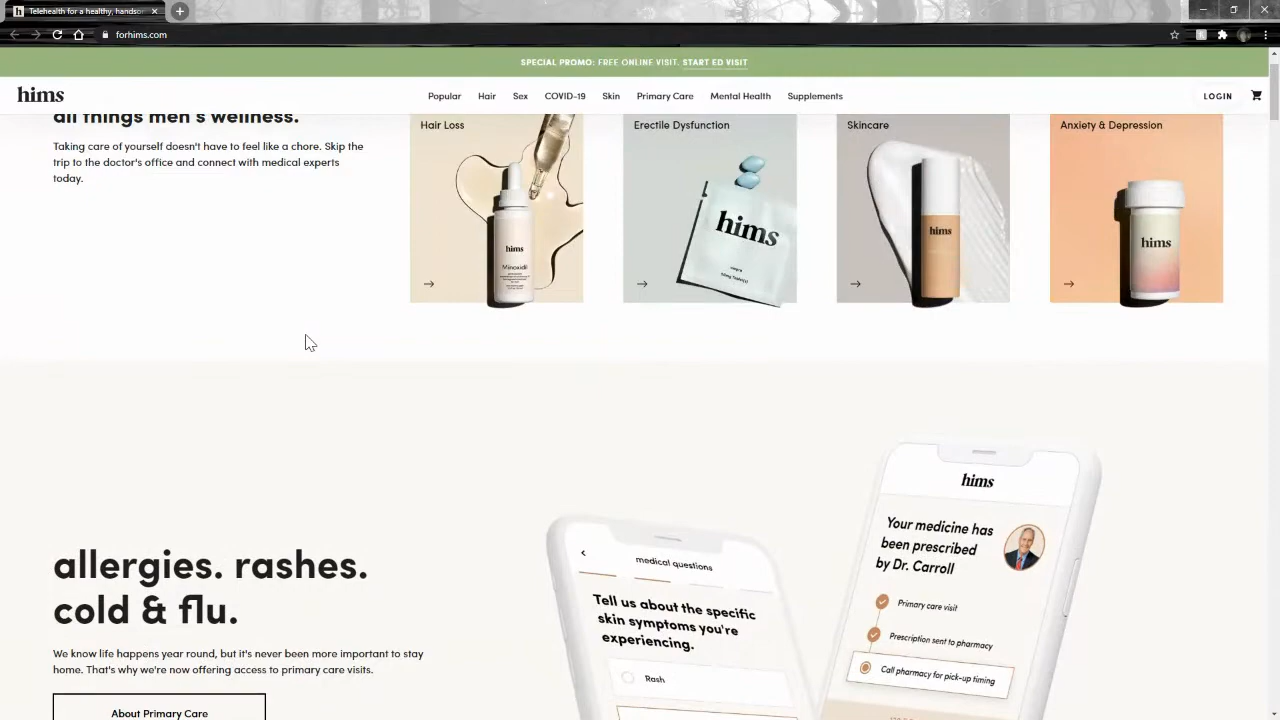 h Telehealth for a healthy, handsor
forhims.com
SPECIAL PROMO: FREE ONLINE VISIT. START ED VISIT
hims
Popular Hair Sex COVID-19 Skin Primary Care Mental Health Supplements
LOGIN
all things men's wellness.
Taking care of yourself doesn't have to feel like a chore. Skip the
trip to the doctor's office and connect with medical experts
today.
Hair Loss
hims
Minoxidil
Erectile Dysfunction
hims
Skincare
hims
Anxiety & Depression
hims
allergies. rashes.
cold & flu.
We know life happens year round, but it's never been more important to stay
home. That's why we're now offering access to primary care visits.
About Primary Care
medical questions
Tell us about the specific
skin symptoms you're
experiencing.
Rash
hims
Your medicine has
been prescribed
by Dr. Carroll
Primary care visit
Prescription sent to pharmacy
Call pharmacy for pick-up timing